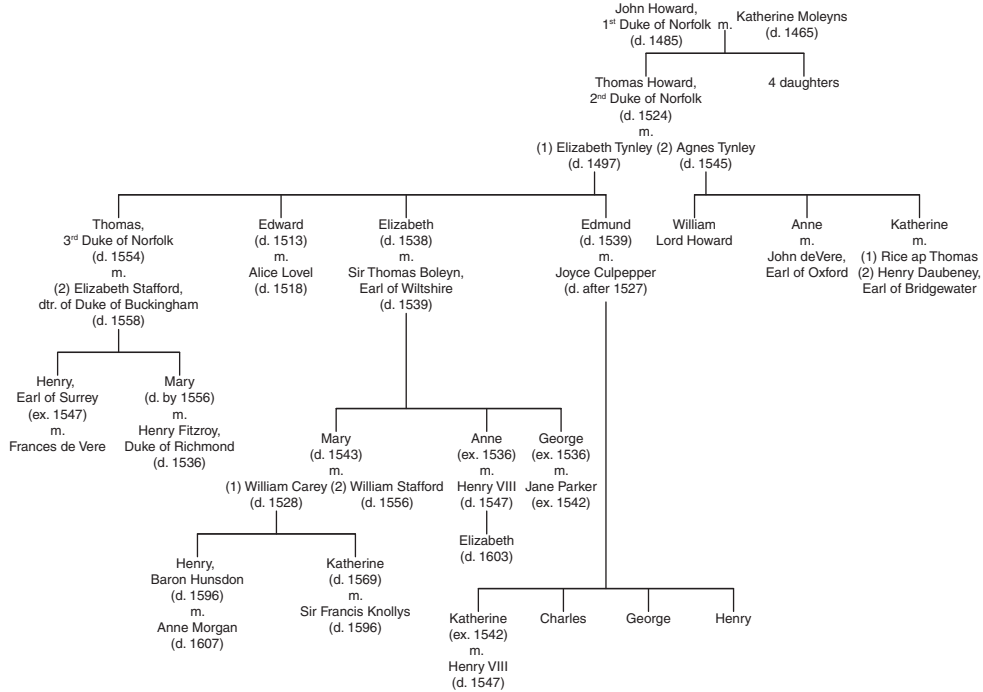 John Howard,
1st Duke of Norfolk m.
(d. 1485)
Katherine Moleyns
(d. 1465)
Thomas Howard,
2nd Duke of Norfolk
(d. 1524)
m.
4 daughters
(1) Elizabeth Tynley (2) Agnes Tynley
(d. 1497)
(d. 1545)
Thomas,
3rd Duke of Norfolk
(d. 1554)
m.
(2) Elizabeth Stafford,
dtr. of Duke of Buckingham
(d. 1558)
Edward
(d. 1513)
m.
Alice Lovel
(d. 1518)
Elizabeth
(d. 1538)
m.
Sir Thomas Boleyn,
Earl of Wiltshire
(d. 1539)
Edmund
(d. 1539)
m.
Joyce Culpepper
(d. after 1527)
William
Lord Howard
Anne
m.
John deVere,
Earl of Oxford
Katherine
m.
(1) Rice ap Thomas
(2) Henry Daubeney,
Earl of Bridgewater
Henry,
Earl of Surrey
(ex. 1547)
m.
Frances de Vere
Mary
(d. by 1556)
m.
Henry Fitzroy,
Duke of Richmond
(d. 1536)
Mary
(d. 1543)
m.
(1) William Carey (2) William Stafford
(d. 1528)
(d. 1556)
Anne
(ex. 1536)
m.
Henry VIII
(d. 1547)
George
(ex. 1536)
m.
Jane Parker
(ex. 1542)
Elizabeth
(d. 1603)
Henry,
Baron Hunsdon
(d. 1596)
m.
Anne Morgan
(d. 1607)
Katherine
(d. 1569)
m.
Sir Francis Knollys
(d. 1596)
Katherine
(ex. 1542)
m.
Henry VIII
(d. 1547)
Charles
George
Henry